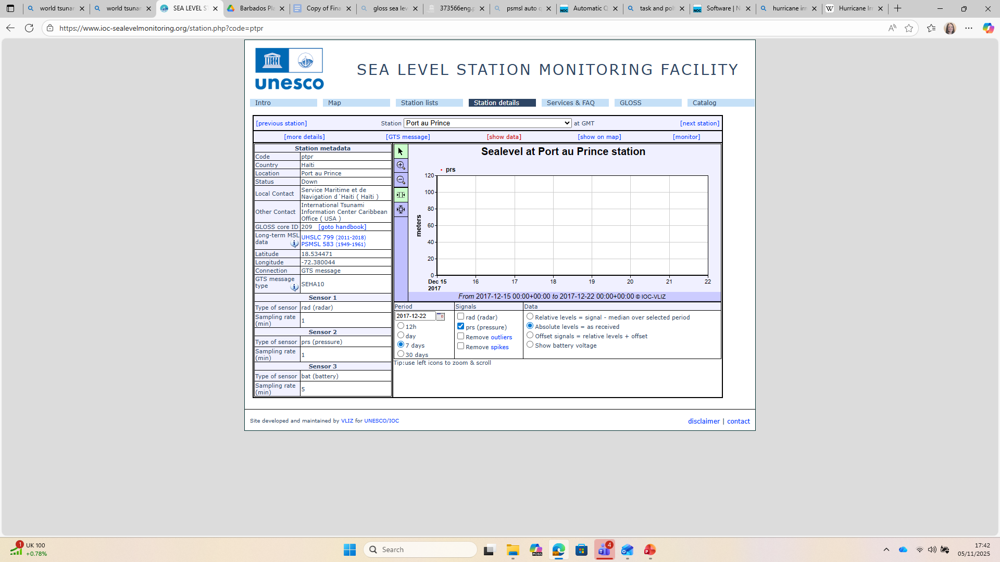 world tsunar
world tsunar
SEA LEVEL S
Barbados Pla
Copy of Fina
gloss sea lev
373566eng.p
psmsl auto q
Automatic Q
task and pol
Software | N
hurricane irm
Hurricane Ir
https://www.ioc-sealevelmonitoring.org/station.php?code=ptpr
unesco
SEA LEVEL STATION MONITORING FACILITY
Intro
Map
Station lists
Station details
Services & FAQ
GLOSS
Catalog
[previous station]
Station Port au Prince at GMT
[next station]
[more details]
[GTS message]
[show data]
[show on map]
[monitor]
Station metadata
Code ptpr
Country Haïti
Location Port au Prince
Status Down
Local Contact Service Maritime et de
Navigation d´Haiti ( Haïti )
Other Contact International Tsunami
Information Center Caribbean
Office ( USA )
GLOSS core ID 209 [goto handbook]
Long-term MSL
data
UHSLC 799 (2011-2018)
PSMSL 583 (1949-1961)
Latitude 18.534471
Longitude -72.380044
Connection GTS message
GTS message
type
SEHA10
Sensor 1
Type of sensor rad (radar)
Sampling rate
(min)
1
Sensor 2
Type of sensor prs (pressure)
Sampling rate
(min)
1
Sensor 3
Type of sensor bat (battery)
Sampling rate
(min)
5
Sealevel at Port au Prince station
prs
meters
120
100
80
60
40
20
0
Dec 15 16 17 18 19 20 21 22
2017
From 2017-12-15 00:00+00:00 to 2017-12-22 00:00+00:00 © IOC-VLIZ
Period
2017-12-22
12h
day
7 days
30 days
Signals
rad (radar)
prs (pressure)
Remove outliers
Remove spikes
Data
Relative levels = signal - median over selected period
Absolute levels = as received
Offset signals = relative levels + offset
Show battery voltage
Tip:use left icons to zoom & scroll
Site developed and maintained by VLIZ for UNESCO/IOC
disclaimer | contact
1
UK 100
+0.78%
Search
M365
4
17:42
05/11/2025